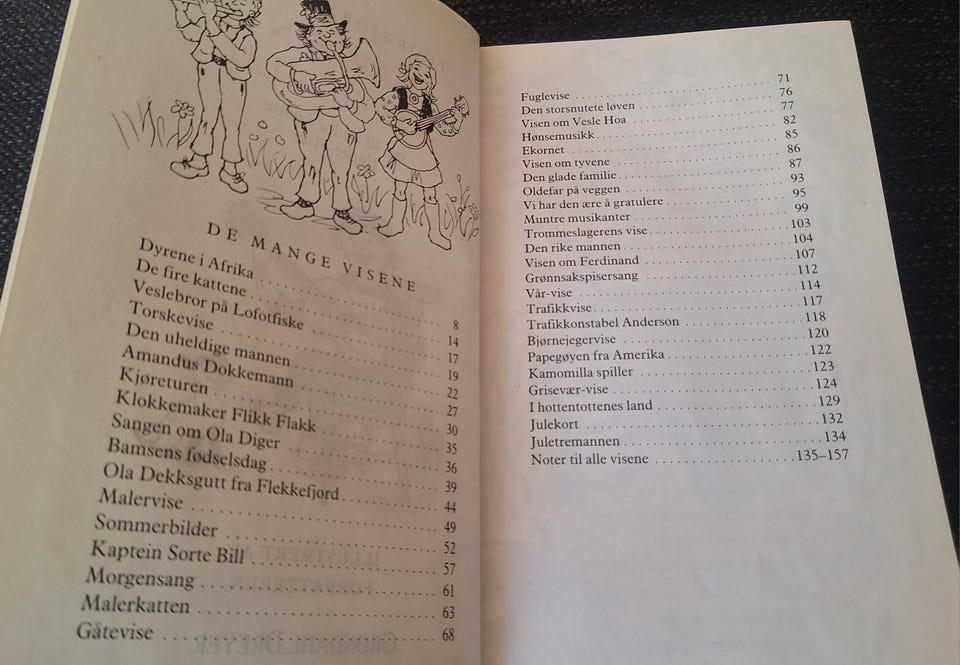 DE MANGE VISENE
Dyrene i Afrika 8
De fire kattene 14
Veslebror på Lofotfiske 17
Torskevise 19
Den uheldige mannen 22
Amandus Dokkemann 27
Kjøreturen 30
Klokkemaker Flikk Flakk 35
Sangen om Ola Diger 36
Bamsens fødselsdag 39
Ola Dekksgutt fra Flekkefjord 44
Malervise 49
Sommerbilder 52
Kaptein Sorte Bill 57
Morgensang 61
Malerkatten 63
Gåtevise 68
Fuglevise 71
Den storsnutete løven 76
Visen om Vesle Hoa 77
Hønsemusikk 82
Ekornet 85
Visen om tyvene 86
Den glade familie 87
Oldefar på veggen 93
Vi har den ære å gratulere 95
Muntre musikanter 99
Trommeslagerens vise 103
Den rike mannen 104
Visen om Ferdinand 107
Grønnsakspisersang 112
Vår-vise 114
Trafikkvise 117
Trafikkonstabel Anderson 118
Bjørnejegervise 120
Papegøyen fra Amerika 122
Kamomilla spiller 123
Grisevær-vise 124
I hottentottenes land 129
Julekort 132
Juletremannen 134
Noter til alle visene 135–157